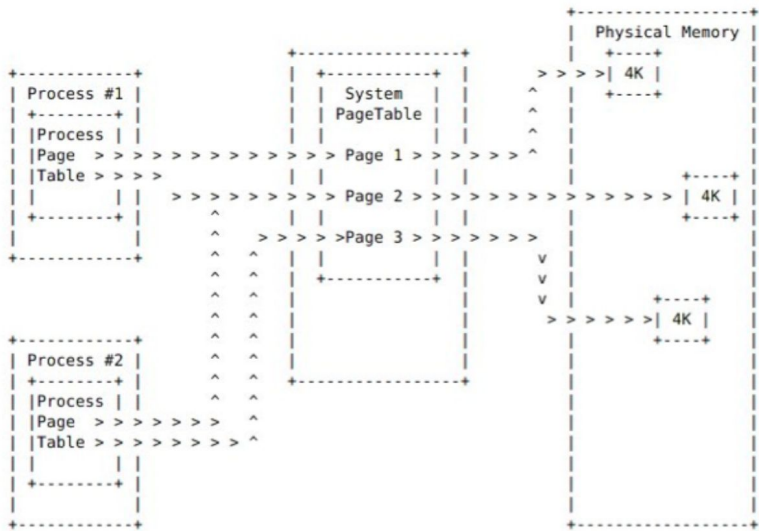 Physical Memory
4K
Process #1
System
PageTable
Process
Page
Page 1
Table
Page 2
4K
Page 3
4K
Process #2
Process
Page
Table